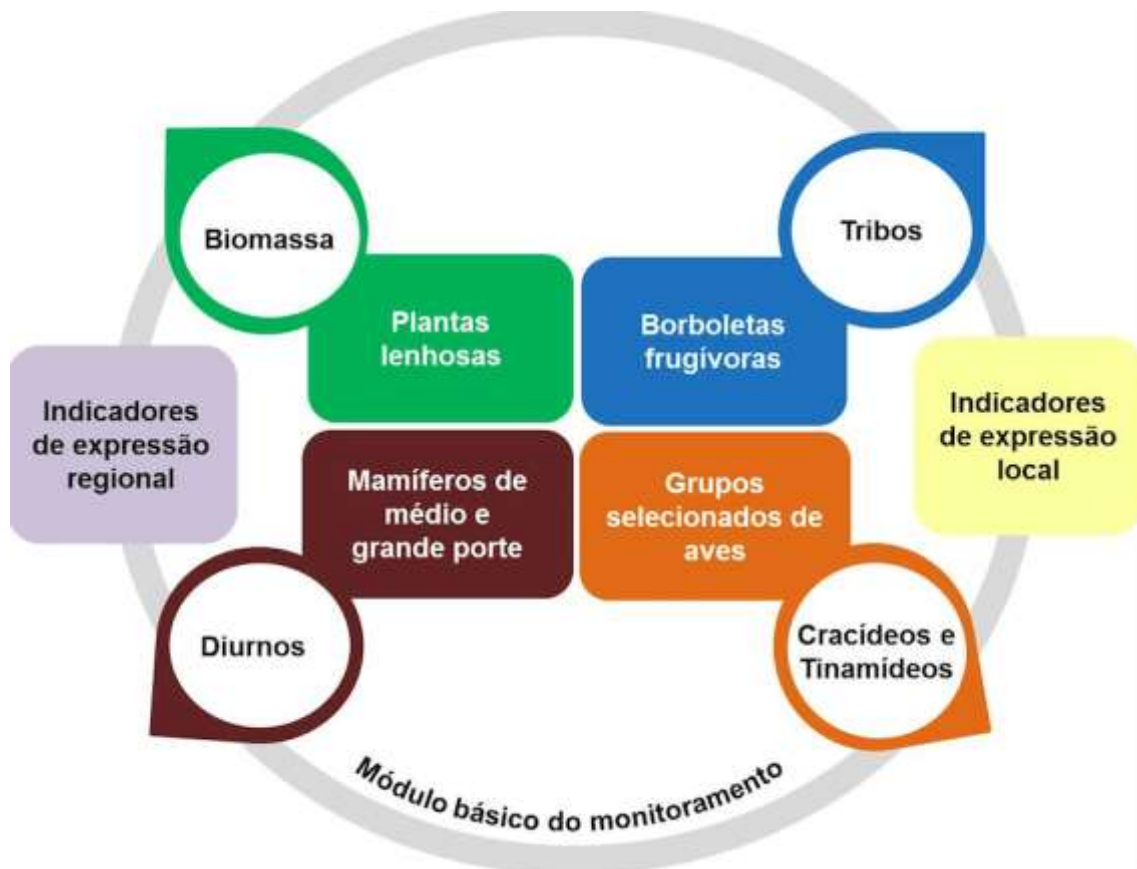 Biomassa
Tribos
Plantas
lenhosas
Borboletas
frugívoras
Indicadores
de expressão
regional
Indicadores
de expressão
local
Mamíferos de
médio e
grande porte
Grupos
selecionados de
aves
Diurnos
Cracídeos e
Tinamídeos
Módulo básico do monitoramento